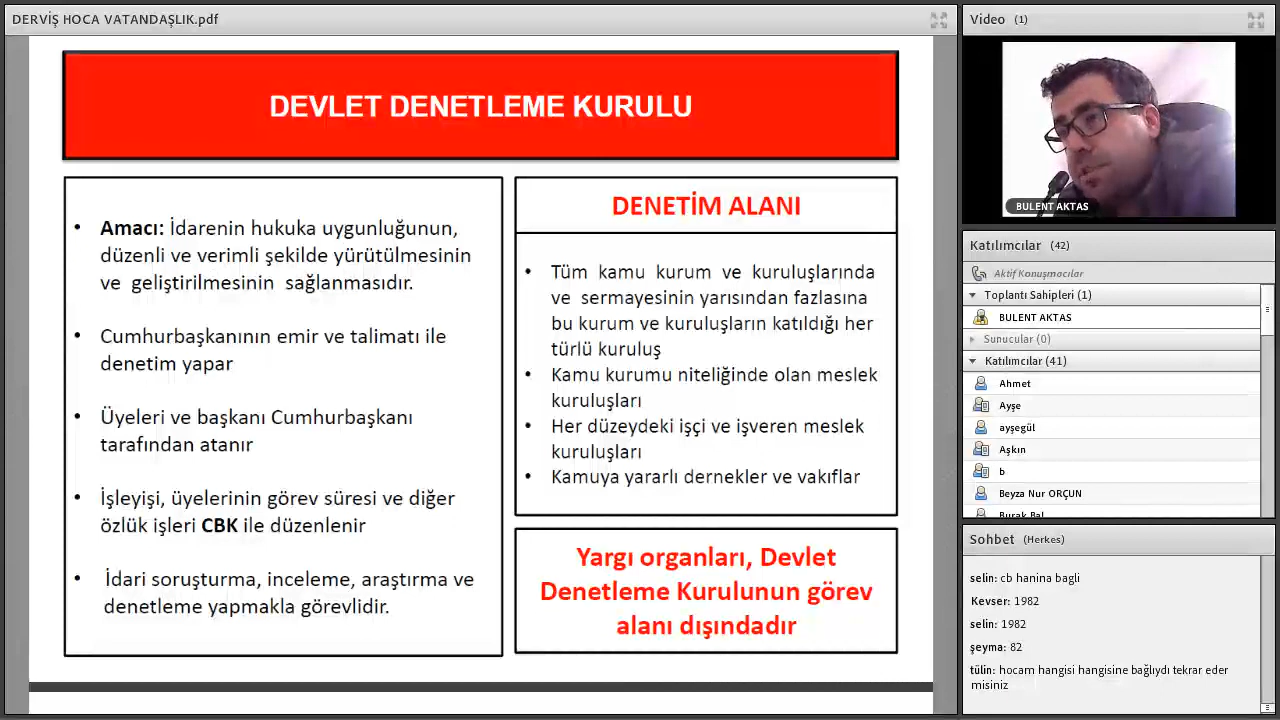 DERVİŞ HOCA VATANDAŞLIK.pdf
DEVLET DENETLEME KURULU
• Amacı: İdarenin hukuka uygunluğunun,
düzenli ve verimli şekilde yürütülmesinin
ve geliştirilmesinin sağlanmasıdır.
• Cumhurbaşkanının emir ve talimatı ile
denetim yapar
• Üyeleri ve başkanı Cumhurbaşkanı
tarafından atanır
• İşleyişi, üyelerinin görev süresi ve diğer
özlük işleri CBK ile düzenlenir
• İdari soruşturma, inceleme, araştırma ve
denetleme yapmakla görevlidir.
DENETİM ALANI
• Tüm kamu kurum ve kuruluşlarında
ve sermayesinin yarısından fazlasına
bu kurum ve kuruluşların katıldığı her
türlü kuruluş
• Kamu kurumu niteliğinde olan meslek
kuruluşları
• Her düzeydeki işçi ve işveren meslek
kuruluşları
• Kamuya yararlı dernekler ve vakıflar
Yargı organları, Devlet
Denetleme Kurulunun görev
alanı dışındadır
Video (1)
BULENT AKTAS
Katılımcılar (42)
Aktif Konuşmacılar
Toplantı Sahipleri (1)
BULENT AKTAS
Sunucular (0)
Katılımcılar (41)
Ahmet
Ayşe
ayşegül
Aşkın
b
Beyza Nur ORÇUN
Burak Bal
Sohbet (Herkes)
selin: cb hanina bagli
Kevser: 1982
selin: 1982
şeyma: 82
tülin: hocam hangisi hangisine bağlıydı tekrar eder
misiniz